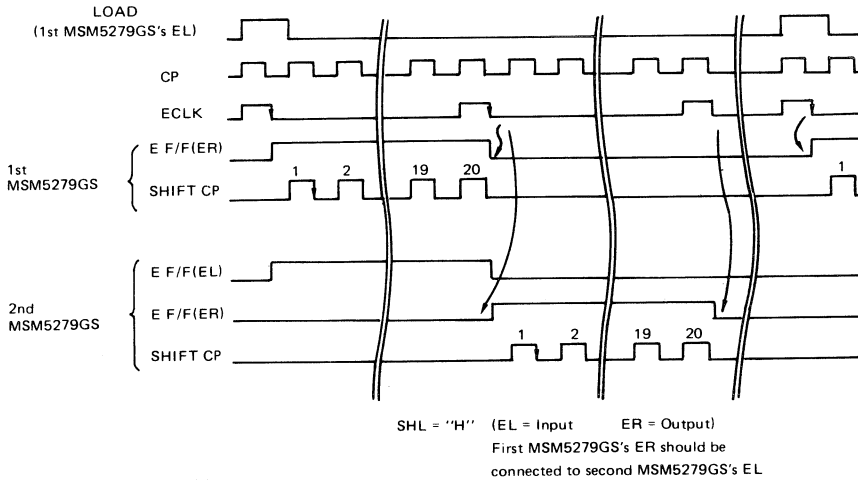 LOAD
(1st MSM5279GS's EL)
CP
ECLK
1st
MSM5279GS
E F/F(ER)
1 2 19 20 1
SHIFT CP
2nd
MSM5279GS
E F/F(EL)
E F/F(ER)
1 2 19 20
SHIFT CP
SHL = "H" (EL = Input ER = Output)
First MSM5279GS's ER should be
connected to second MSM5279GS's EL